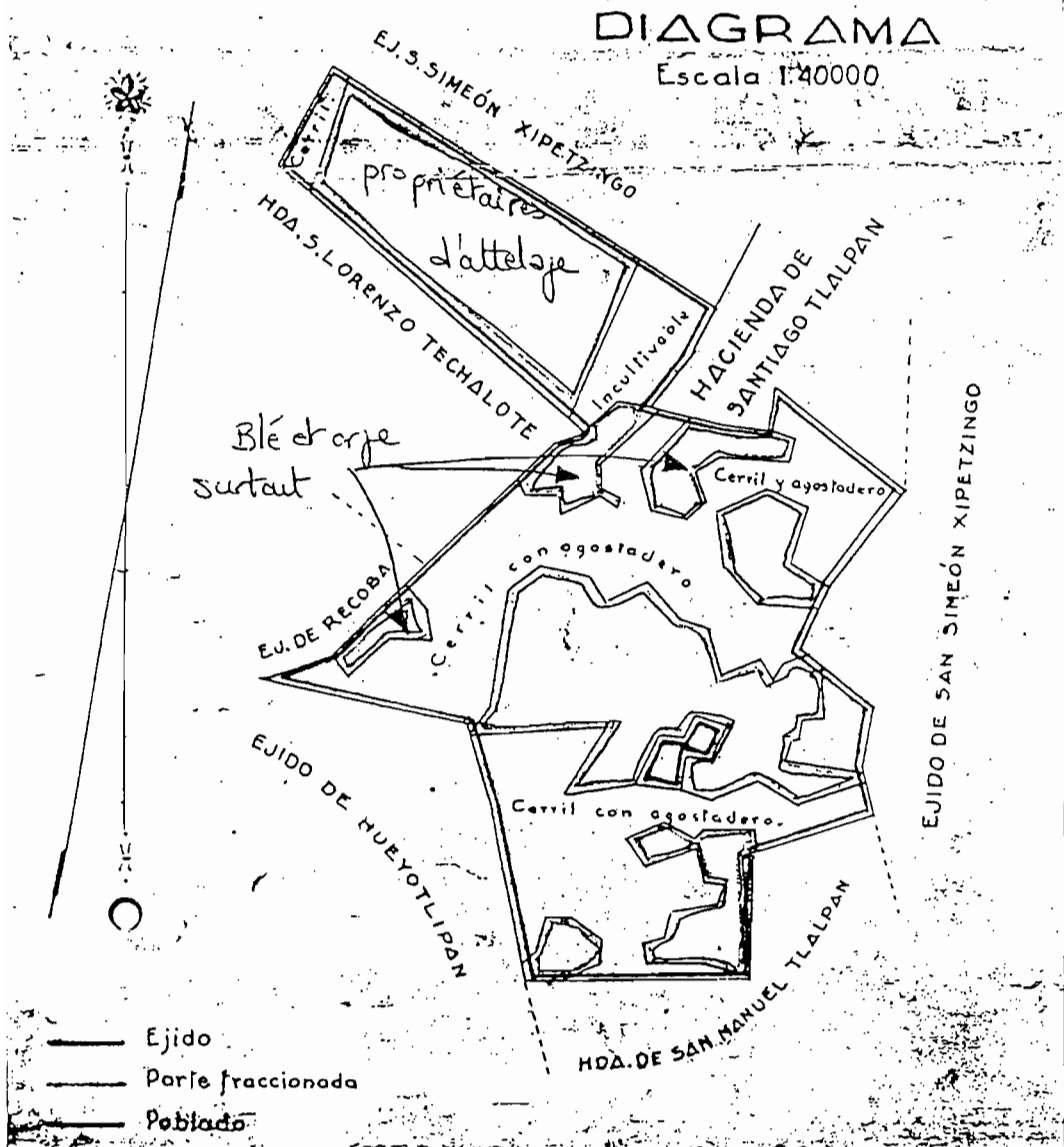 DIAGRAMA
Escala 1:40000
EJ. S. SIMEÓN XIPETZINGO
Cerril
propriétaires
d'attelaje
HDA. S. LORENZO TECHALOTE
Incultivable
HACIENDA DE
SANTIAGO TLALPAN
Blé et orje
surtout
Cerril y agostadero
EJIDO DE SAN SIMEÓN XIPETZINGO
Cerril con agostadero
EJ. DE RECOBA
EJIDO DE HUEYOTLIPAN
Cerril con agostadero.
HDA. DE SAN MANUEL TLALPAN
Ejido
Parte fraccionada
Poblado